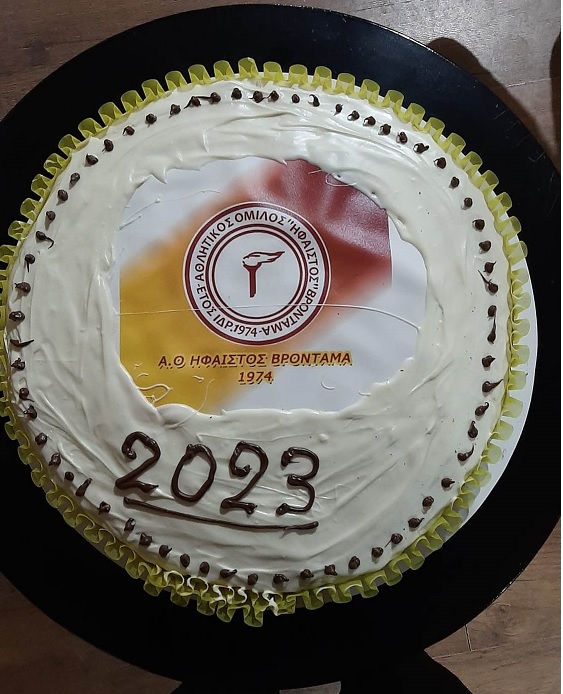 ΑΘΛΗΤΙΚΟΣ ΟΜΙΛΟΣ "ΗΦΑΙΣΤΟΣ" ΒΡΟΝΤΑΜΑ
ΕΤΟΣ ΙΔΡ. 1974
Α.Ο ΗΦΑΙΣΤΟΣ ΒΡΟΝΤΑΜΑ
1974
2023